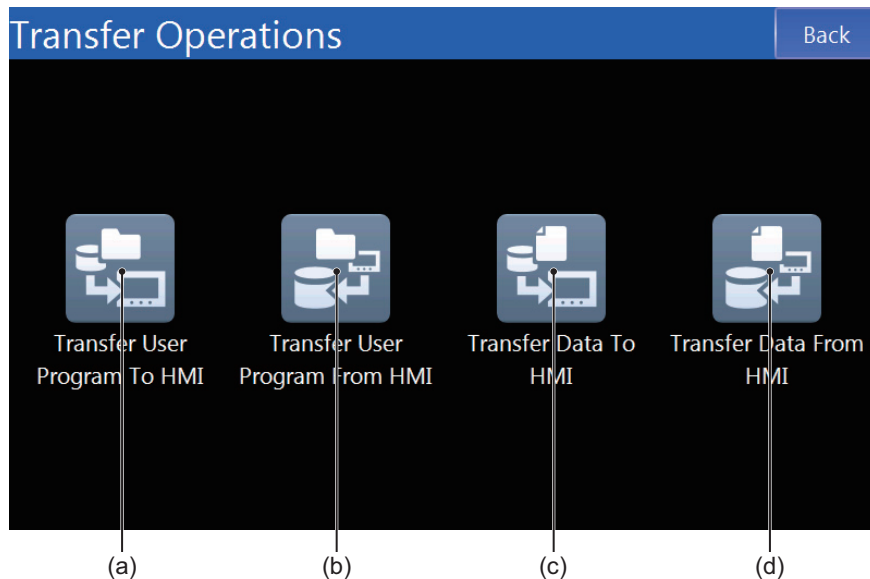 Transfer Operations
Back
Transfer User
Program To HMI
Transfer User
Program From HMI
Transfer Data To
HMI
Transfer Data From
HMI
(a)
(b)
(c)
(d)